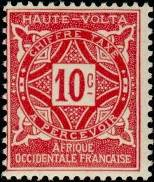 HAUTE-VOLTA
CHIFFRE-TAXE
10c
A PERCEVOIR
AFRIQUE
OCCIDENTALE FRANÇAISE